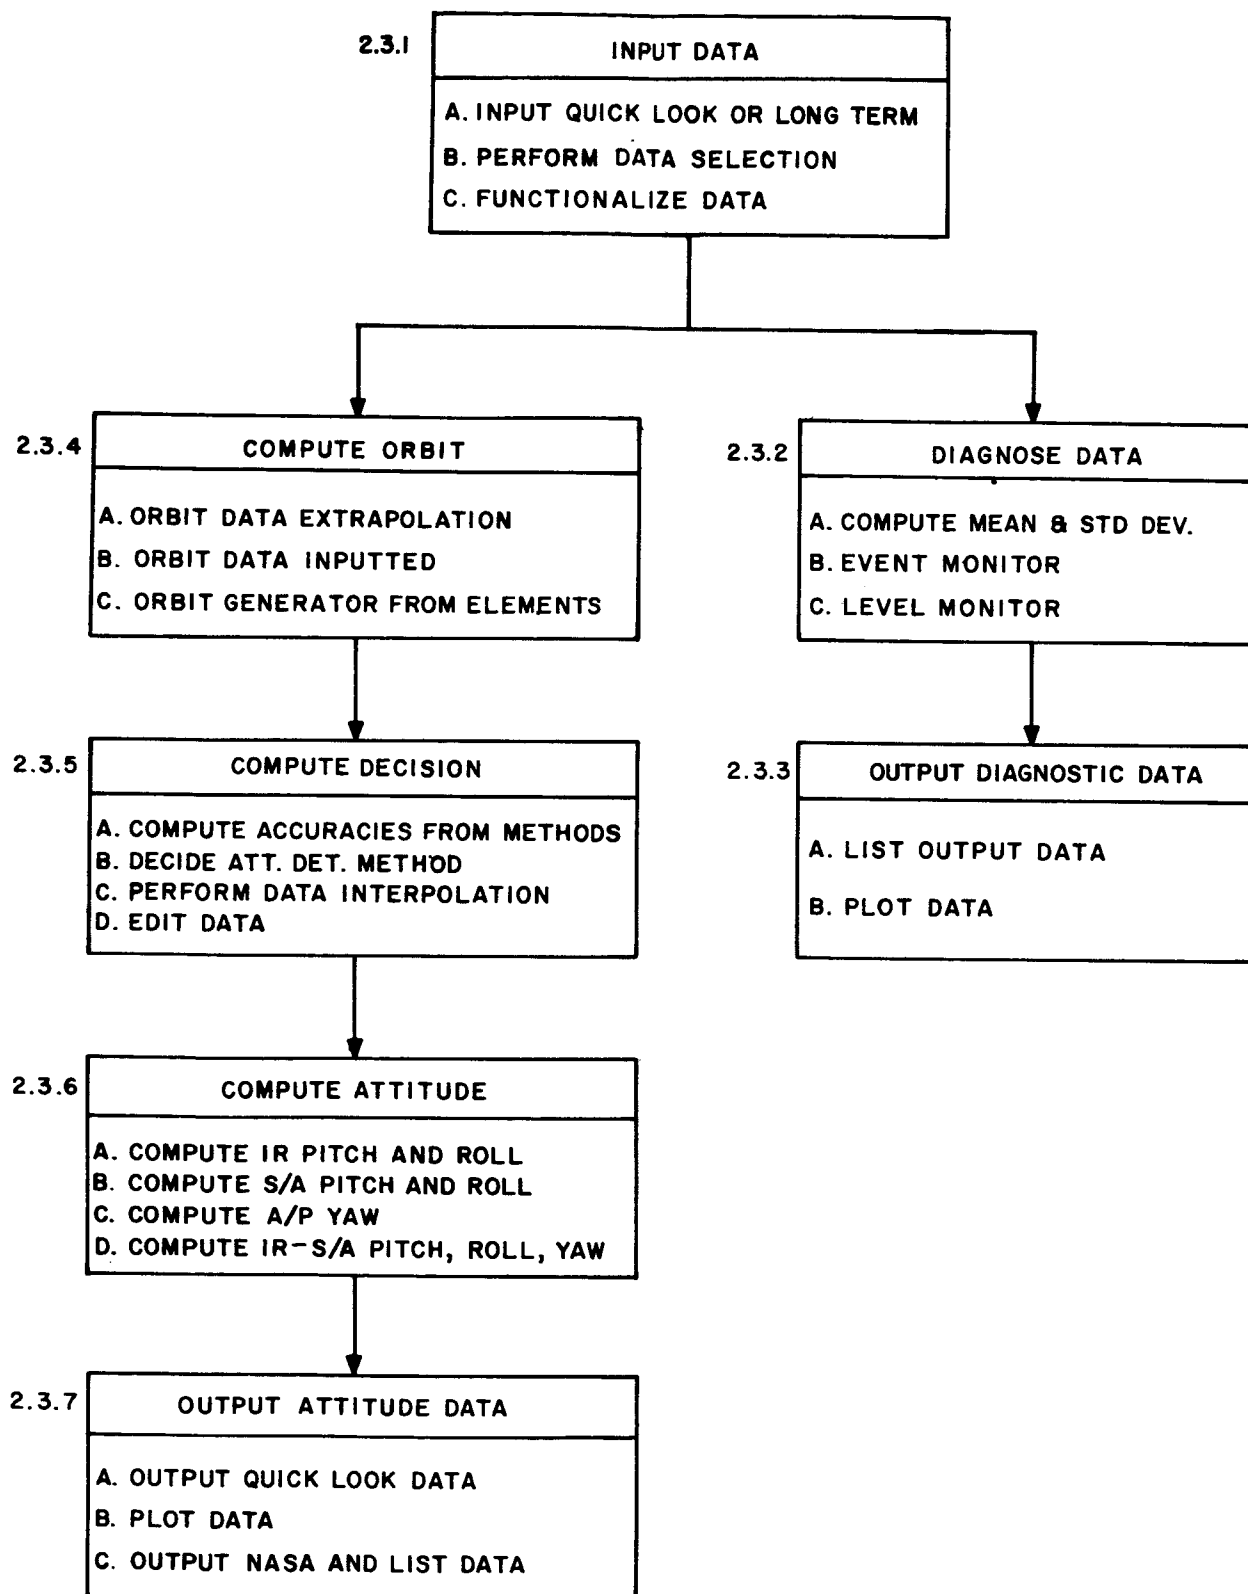 2.3.1
INPUT DATA
A. INPUT QUICK LOOK OR LONG TERM
B. PERFORM DATA SELECTION
C. FUNCTIONALIZE DATA
2.3.4
COMPUTE ORBIT
A. ORBIT DATA EXTRAPOLATION
B. ORBIT DATA INPUTTED
C. ORBIT GENERATOR FROM ELEMENTS
2.3.2
DIAGNOSE DATA
A. COMPUTE MEAN & STD DEV.
B. EVENT MONITOR
C. LEVEL MONITOR
2.3.5
COMPUTE DECISION
A. COMPUTE ACCURACIES FROM METHODS
B. DECIDE ATT. DET. METHOD
C. PERFORM DATA INTERPOLATION
D. EDIT DATA
2.3.3
OUTPUT DIAGNOSTIC DATA
A. LIST OUTPUT DATA
B. PLOT DATA
2.3.6
COMPUTE ATTITUDE
A. COMPUTE IR PITCH AND ROLL
B. COMPUTE S/A PITCH AND ROLL
C. COMPUTE A/P YAW
D. COMPUTE IR-S/A PITCH, ROLL, YAW
2.3.7
OUTPUT ATTITUDE DATA
A. OUTPUT QUICK LOOK DATA
B. PLOT DATA
C. OUTPUT NASA AND LIST DATA